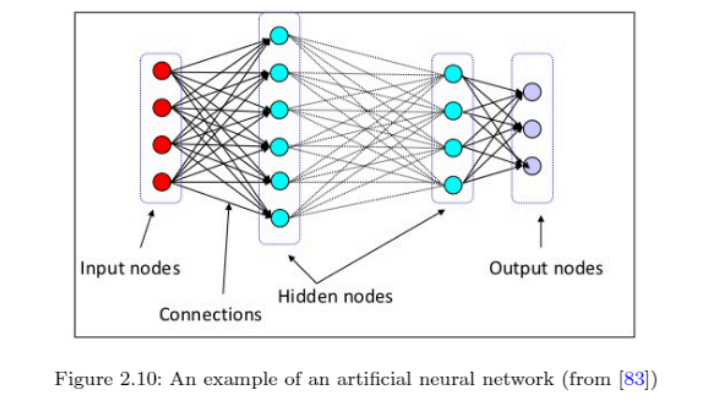 Input nodes
Output nodes
Hidden nodes
Connections
Figure 2.10: An example of an artificial neural network (from [83])